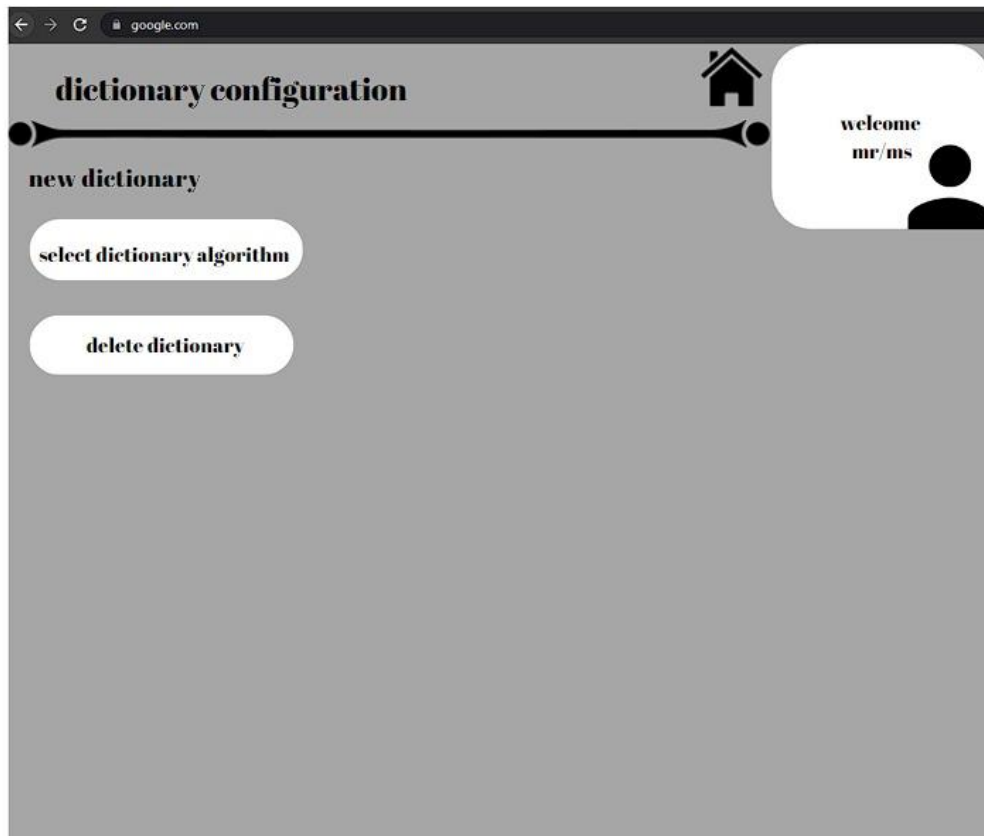 google.com
dictionary configuration
welcome
mr/ms
new dictionary
select dictionary algorithm
delete dictionary